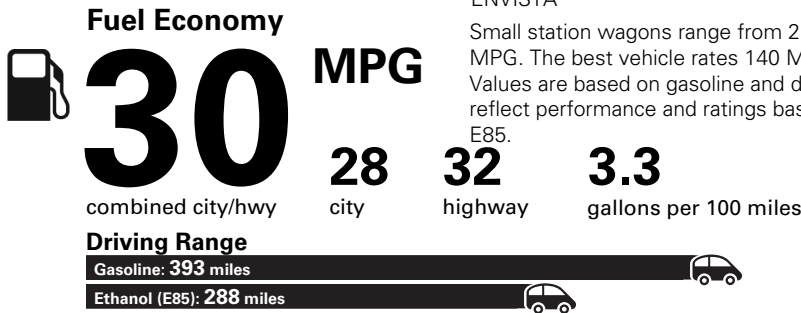 ENVISTA
Fuel Economy
Small station wagons range from
MPG. The best vehicle rates 140
Values are based on gasoline and
reflect performance and ratings
E85.
30
MPG
28
32
3.3
combined city/hwy
city
highway
gallons per 100 miles
Driving Range
Gasoline: 393 miles
Ethanol (E85): 288 miles